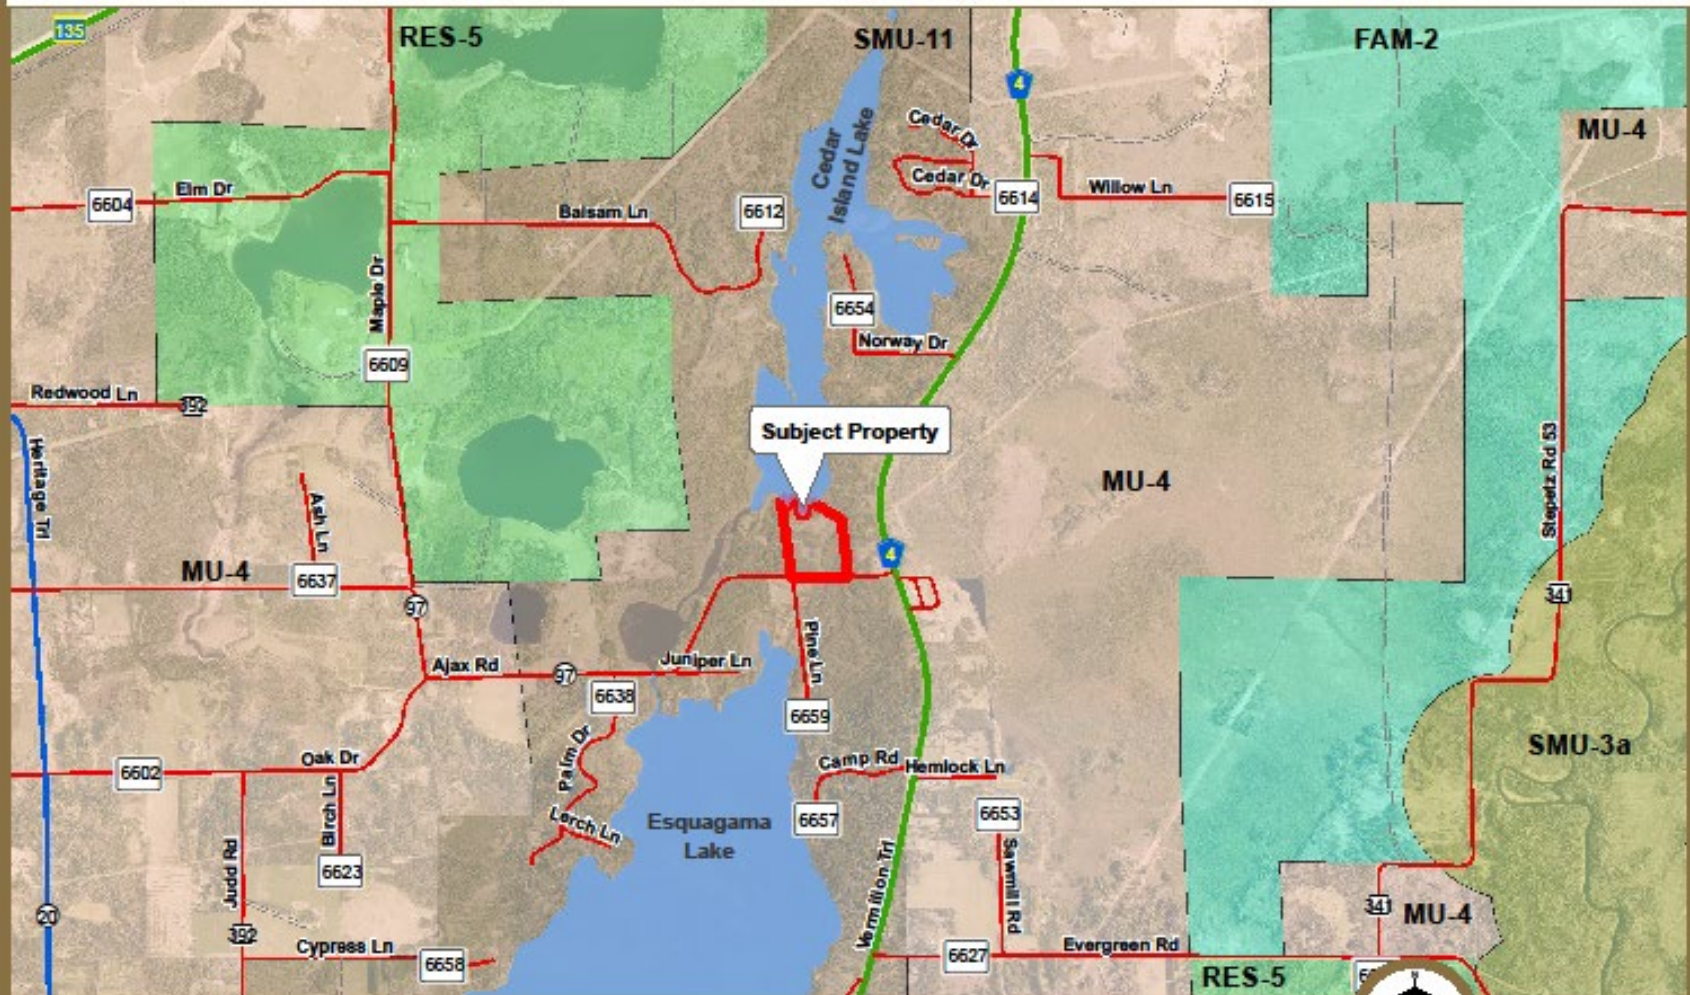 135
RES-5
SMU-11
FAM-2
4
MU-4
Cedar Dr
Cedar
Island Lake
Cedar Dr
6604
Elm Dr
Balsam Ln
6612
6614
Willow Ln
6615
Maple Dr
6654
Norway Dr
6609
Redwood Ln
392
Subject Property
Heritage Trl
Ash Ln
MU-4
Stepetz Rd 53
4
MU-4
6637
97
341
Pine Ln
Ajax Rd
97
Juniper Ln
6638
6659
Palm Dr
SMU-3a
Oak Dr
6602
Camp Rd
Hemlock Ln
Birch Ln
Lerch Ln
Esquagama
Lake
6657
6653
Judd Rd
6623
Vermilion Trl
Sawmill Rd
20
392
341
MU-4
Cypress Ln
6658
6627
Evergreen Rd
RES-5
N